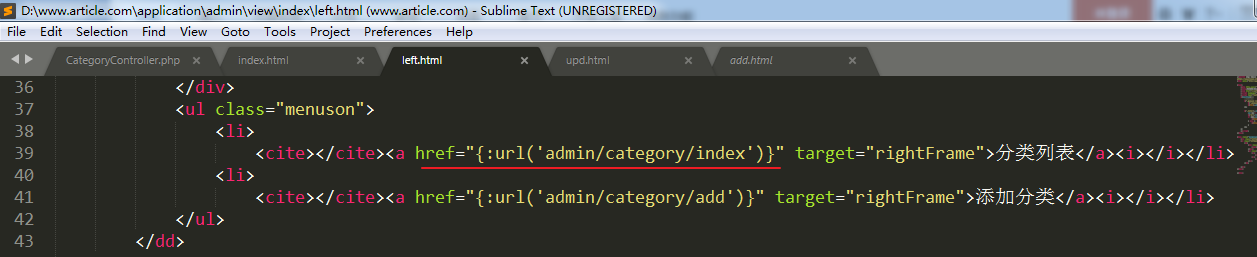 D:\www.article.com\application\admin\view\index\left.html (www.article.com) - Sublime Text (UNREGISTERED)
File Edit Selection Find View Goto Tools Project Preferences Help
CategoryController.php × index.html × left.html × upd.html × add.html ×
36 </div>
37 <ul class="menuson">
38 <li>
39 <cite></cite><a href="{:url('admin/category/index')}" target="rightFrame">分类列表</a><i></i></li>
40 <li>
41 <cite></cite><a href="{:url('admin/category/add')}" target="rightFrame">添加分类</a><i></i></li>
42 </ul>
43 </dd>